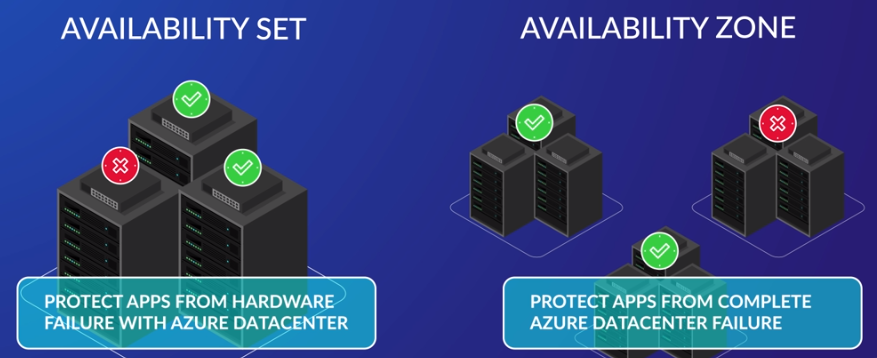 AVAILABILITY SET
PROTECT APPS FROM HARDWARE
FAILURE WITH AZURE DATACENTER
AVAILABILITY ZONE
PROTECT APPS FROM COMPLETE
AZURE DATACENTER FAILURE